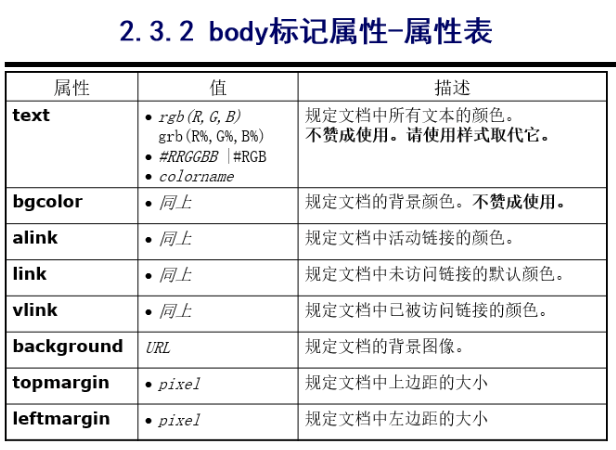 2.3.2 body标记属性-属性表
属性 值 描述
text • rgb(R,G,B) 规定文档中所有文本的颜色。
grb(R%,G%,B%) 不赞成使用。请使用样式取代它。
• #RRGGBB |#RGB
• colorname
bgcolor • 同上 规定文档的背景颜色。不赞成使用。
alink • 同上 规定文档中活动链接的颜色。
link • 同上 规定文档中未访问链接的默认颜色。
vlink • 同上 规定文档中已被访问链接的颜色。
background URL 规定文档的背景图像。
topmargin • pixel 规定文档中上边距的大小
leftmargin • pixel 规定文档中左边距的大小